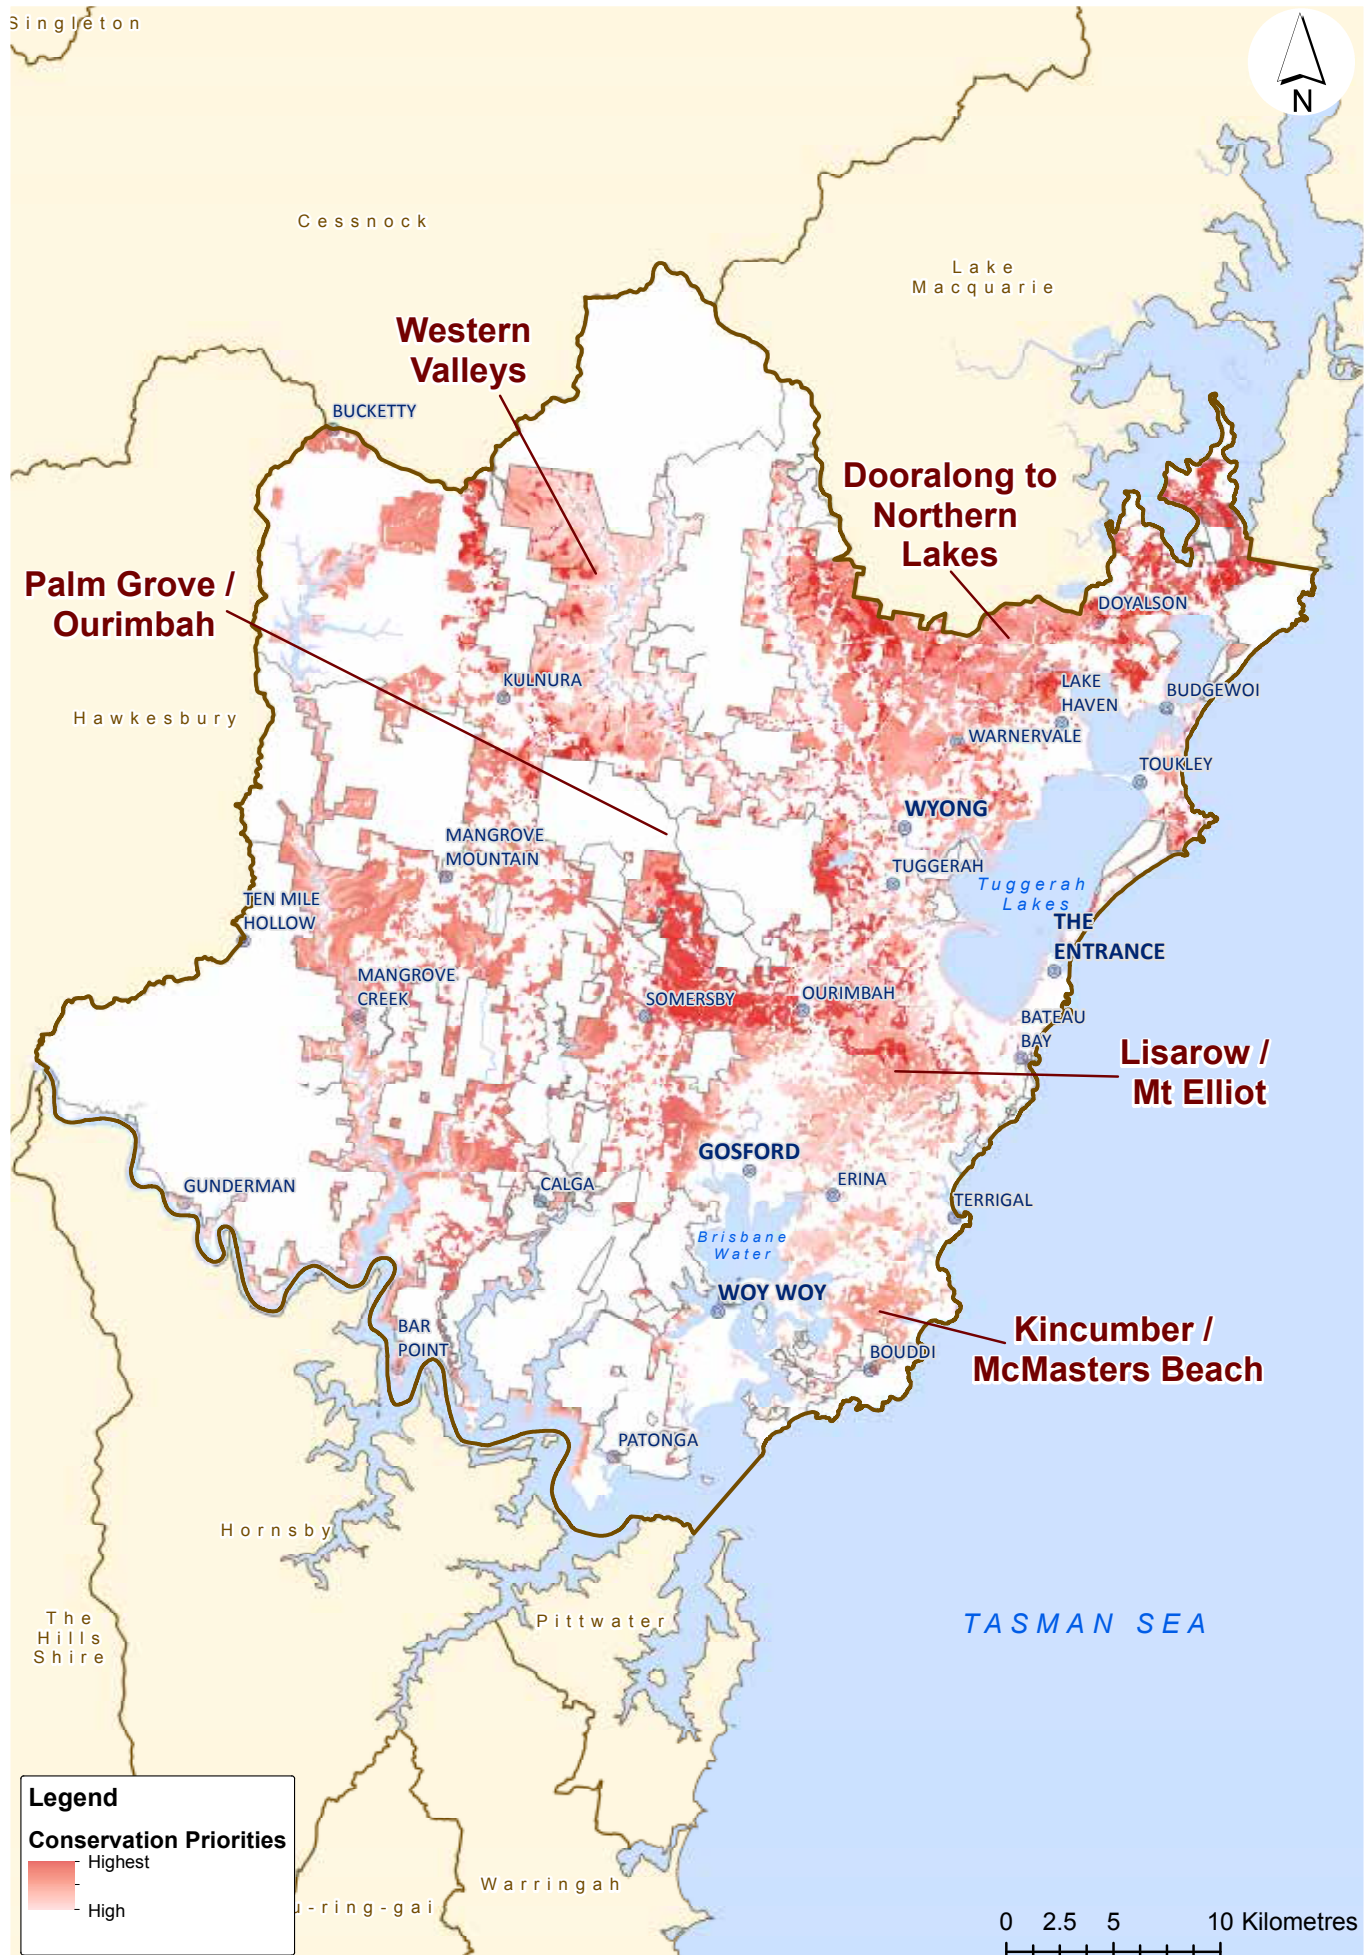 Singleton
N
Cessnock
Lake
Macquarie
Western
Valleys
BUCKETTY
Dooralong to
Northern
Lakes
Palm Grove /
Ourimbah
DOYALSON
KULNURA
LAKE
HAVEN
BUDGEWOI
Hawkesbury
WARNERVALE
TOUKLEY
WYONG
MANGROVE
MOUNTAIN
TUGGERAH
Tuggerah
Lakes
TEN MILE
HOLLOW
THE
ENTRANCE
MANGROVE
CREEK
SOMERSBY
OURIMBAH
BATEAU
BAY
Lisarow /
Mt Elliot
GOSFORD
GUNDERMAN
CALGA
ERINA
TERRIGAL
Brisbane
Water
WOY WOY
BAR
POINT
Kincumber /
McMasters Beach
BOUDDI
PATONGA
Hornsby
The
Hills
Shire
Pittwater
TASMAN SEA
Legend
Conservation Priorities
Highest
High
u-ring-gai
Warringah
0 2.5 5 10 Kilometres